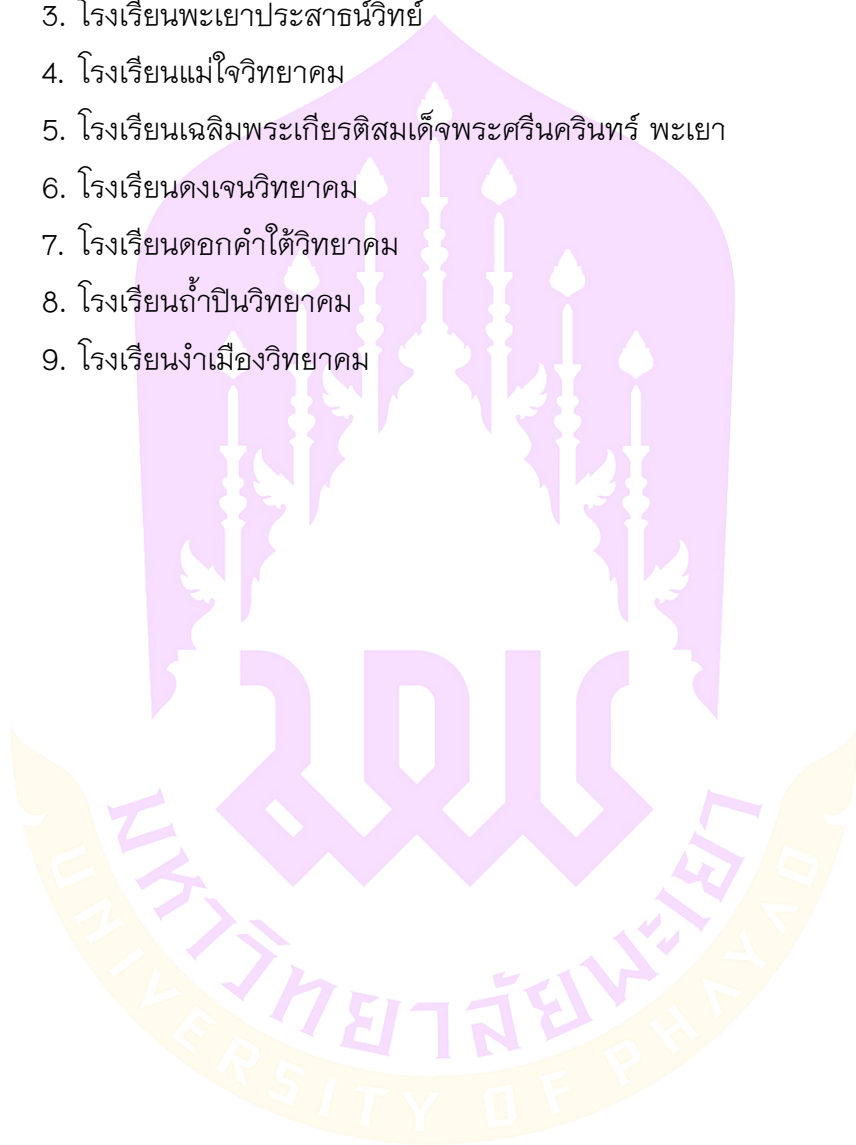 3. โรงเรียนพะเยาประสาธน์วิทย์
4. โรงเรียนแม่ใจวิทยาคม
5. โรงเรียนเฉลิมพระเกียรติสมเด็จพระศรีนครินทร์ พะเยา
6. โรงเรียนดงเจนวิทยาคม
7. โรงเรียนดอกคำใต้วิทยาคม
8. โรงเรียนถ้ำปินวิทยาคม
9. โรงเรียนงำเมืองวิทยาคม
มหาวิทยาลัยพะเยา
UNIVERSITY OF PHAYAO